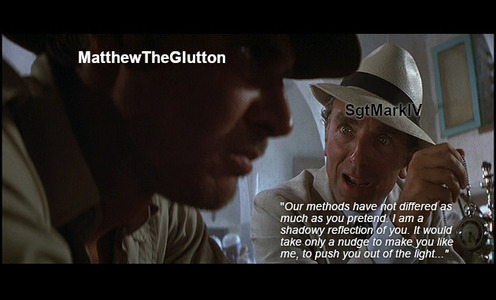 MatthewTheGlutton
SgtMarkIV
"Our methods have not differed as
much as you pretend. I am a
shadowy reflection of you. It would
take only a nudge to make you like
me, to push you out of the light..."